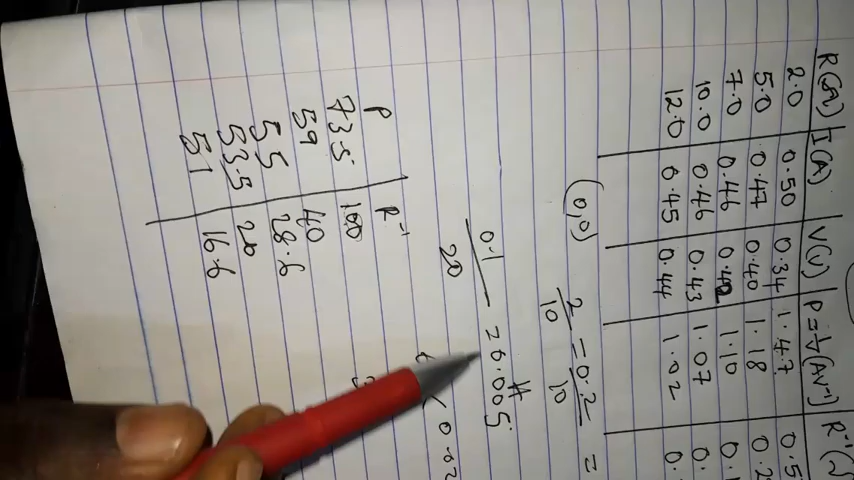 R(Ω) I(A) V(v) P=I/V(AV⁻¹)
2.0 0.50 0.34 1.47 0.5
5.0 0.47 0.40 1.18 0.2
7.0 0.46 0.42 1.10 0.1
10.0 0.46 0.43 1.07 0.
12.0 0.45 0.44 1.02 0.
(0,0) 2/10 = 0.2/10 =
0.1/20 = 0.005
P R⁻¹
73.5 100
59 40
55 28.6
53.5 20
51 16.6